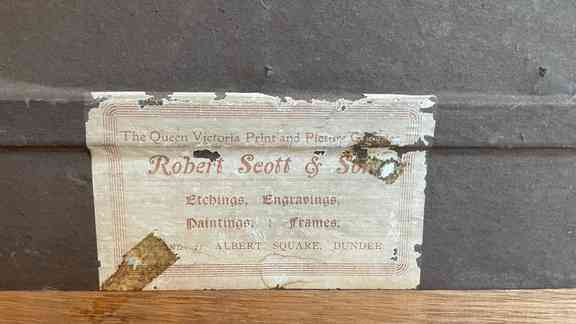 The Queen Victoria Print and Picture
Robert Scott &
Etchings, Engravings,
Paintings, : Frames,
ALBERT SQUARE, DUNDEE